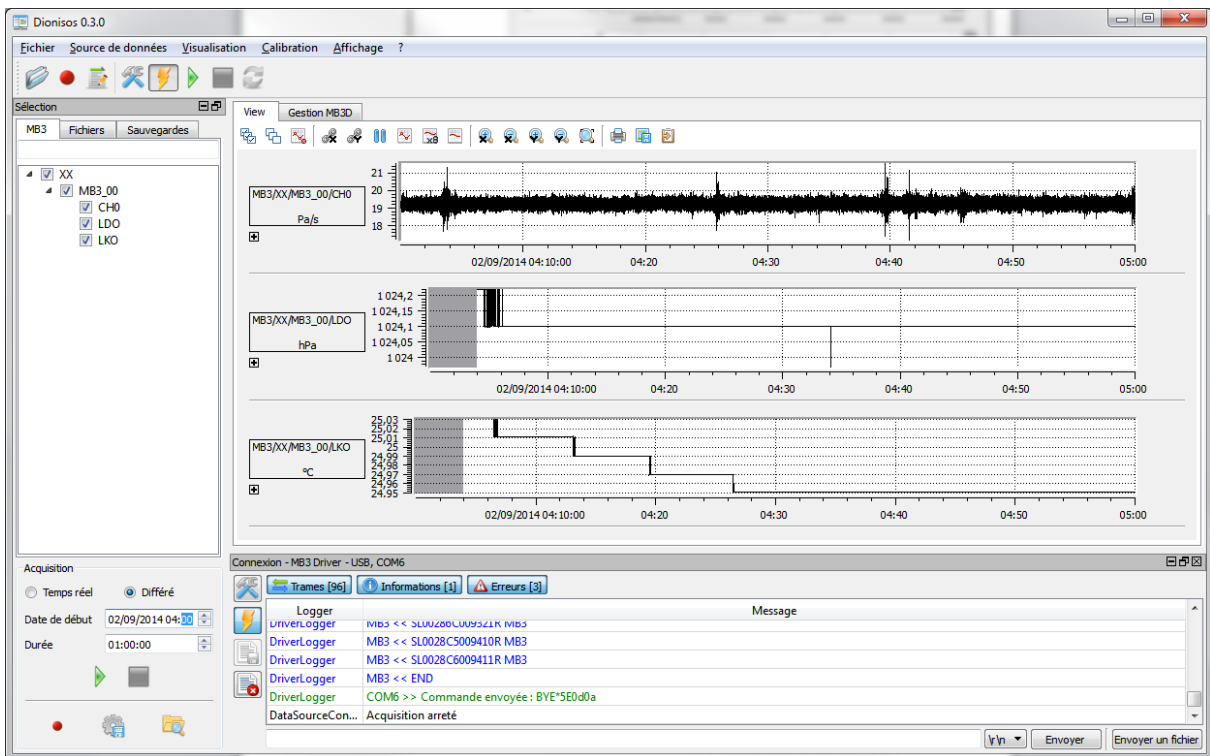 Dionisos 0.3.0
Fichier Source de données Visualisation Calibration Affichage ?
Sélection
MB3 Fichiers Sauvegardes
XX
MB3_00
CH0
LDO
LKO
Acquisition
Temps réel Différé
Date de début 02/09/2014 04:00
Durée 01:00:00
View Gestion MB3D
MB3/XX/MB3_00/CH0
Pa/s
21
20
19
18
02/09/2014 04:10:00 04:20 04:30 04:40 04:50 05:00
MB3/XX/MB3_00/LDO
hPa
1 024,2
1 024,15
1 024,1
1 024,05
1 024
02/09/2014 04:10:00 04:20 04:30 04:40 04:50 05:00
MB3/XX/MB3_00/LKO
°C
25,03
25,02
25,01
25
24,99
24,98
24,97
24,96
24,95
02/09/2014 04:10:00 04:20 04:30 04:40 04:50 05:00
Connexion - MB3 Driver - USB, COM6
Trames [96] Informations [1] Erreurs [3]
Logger Message
DriverLogger MB3 << SL00286C009321R MB3
DriverLogger MB3 << SL0028C5009410R MB3
DriverLogger MB3 << SL0028C6009411R MB3
DriverLogger MB3 << END
DriverLogger COM6 >> Commande envoyée : BYE*5E0d0a
DataSourceCon... Acquisition arreté
\r\n Envoyer Envoyer un fichier